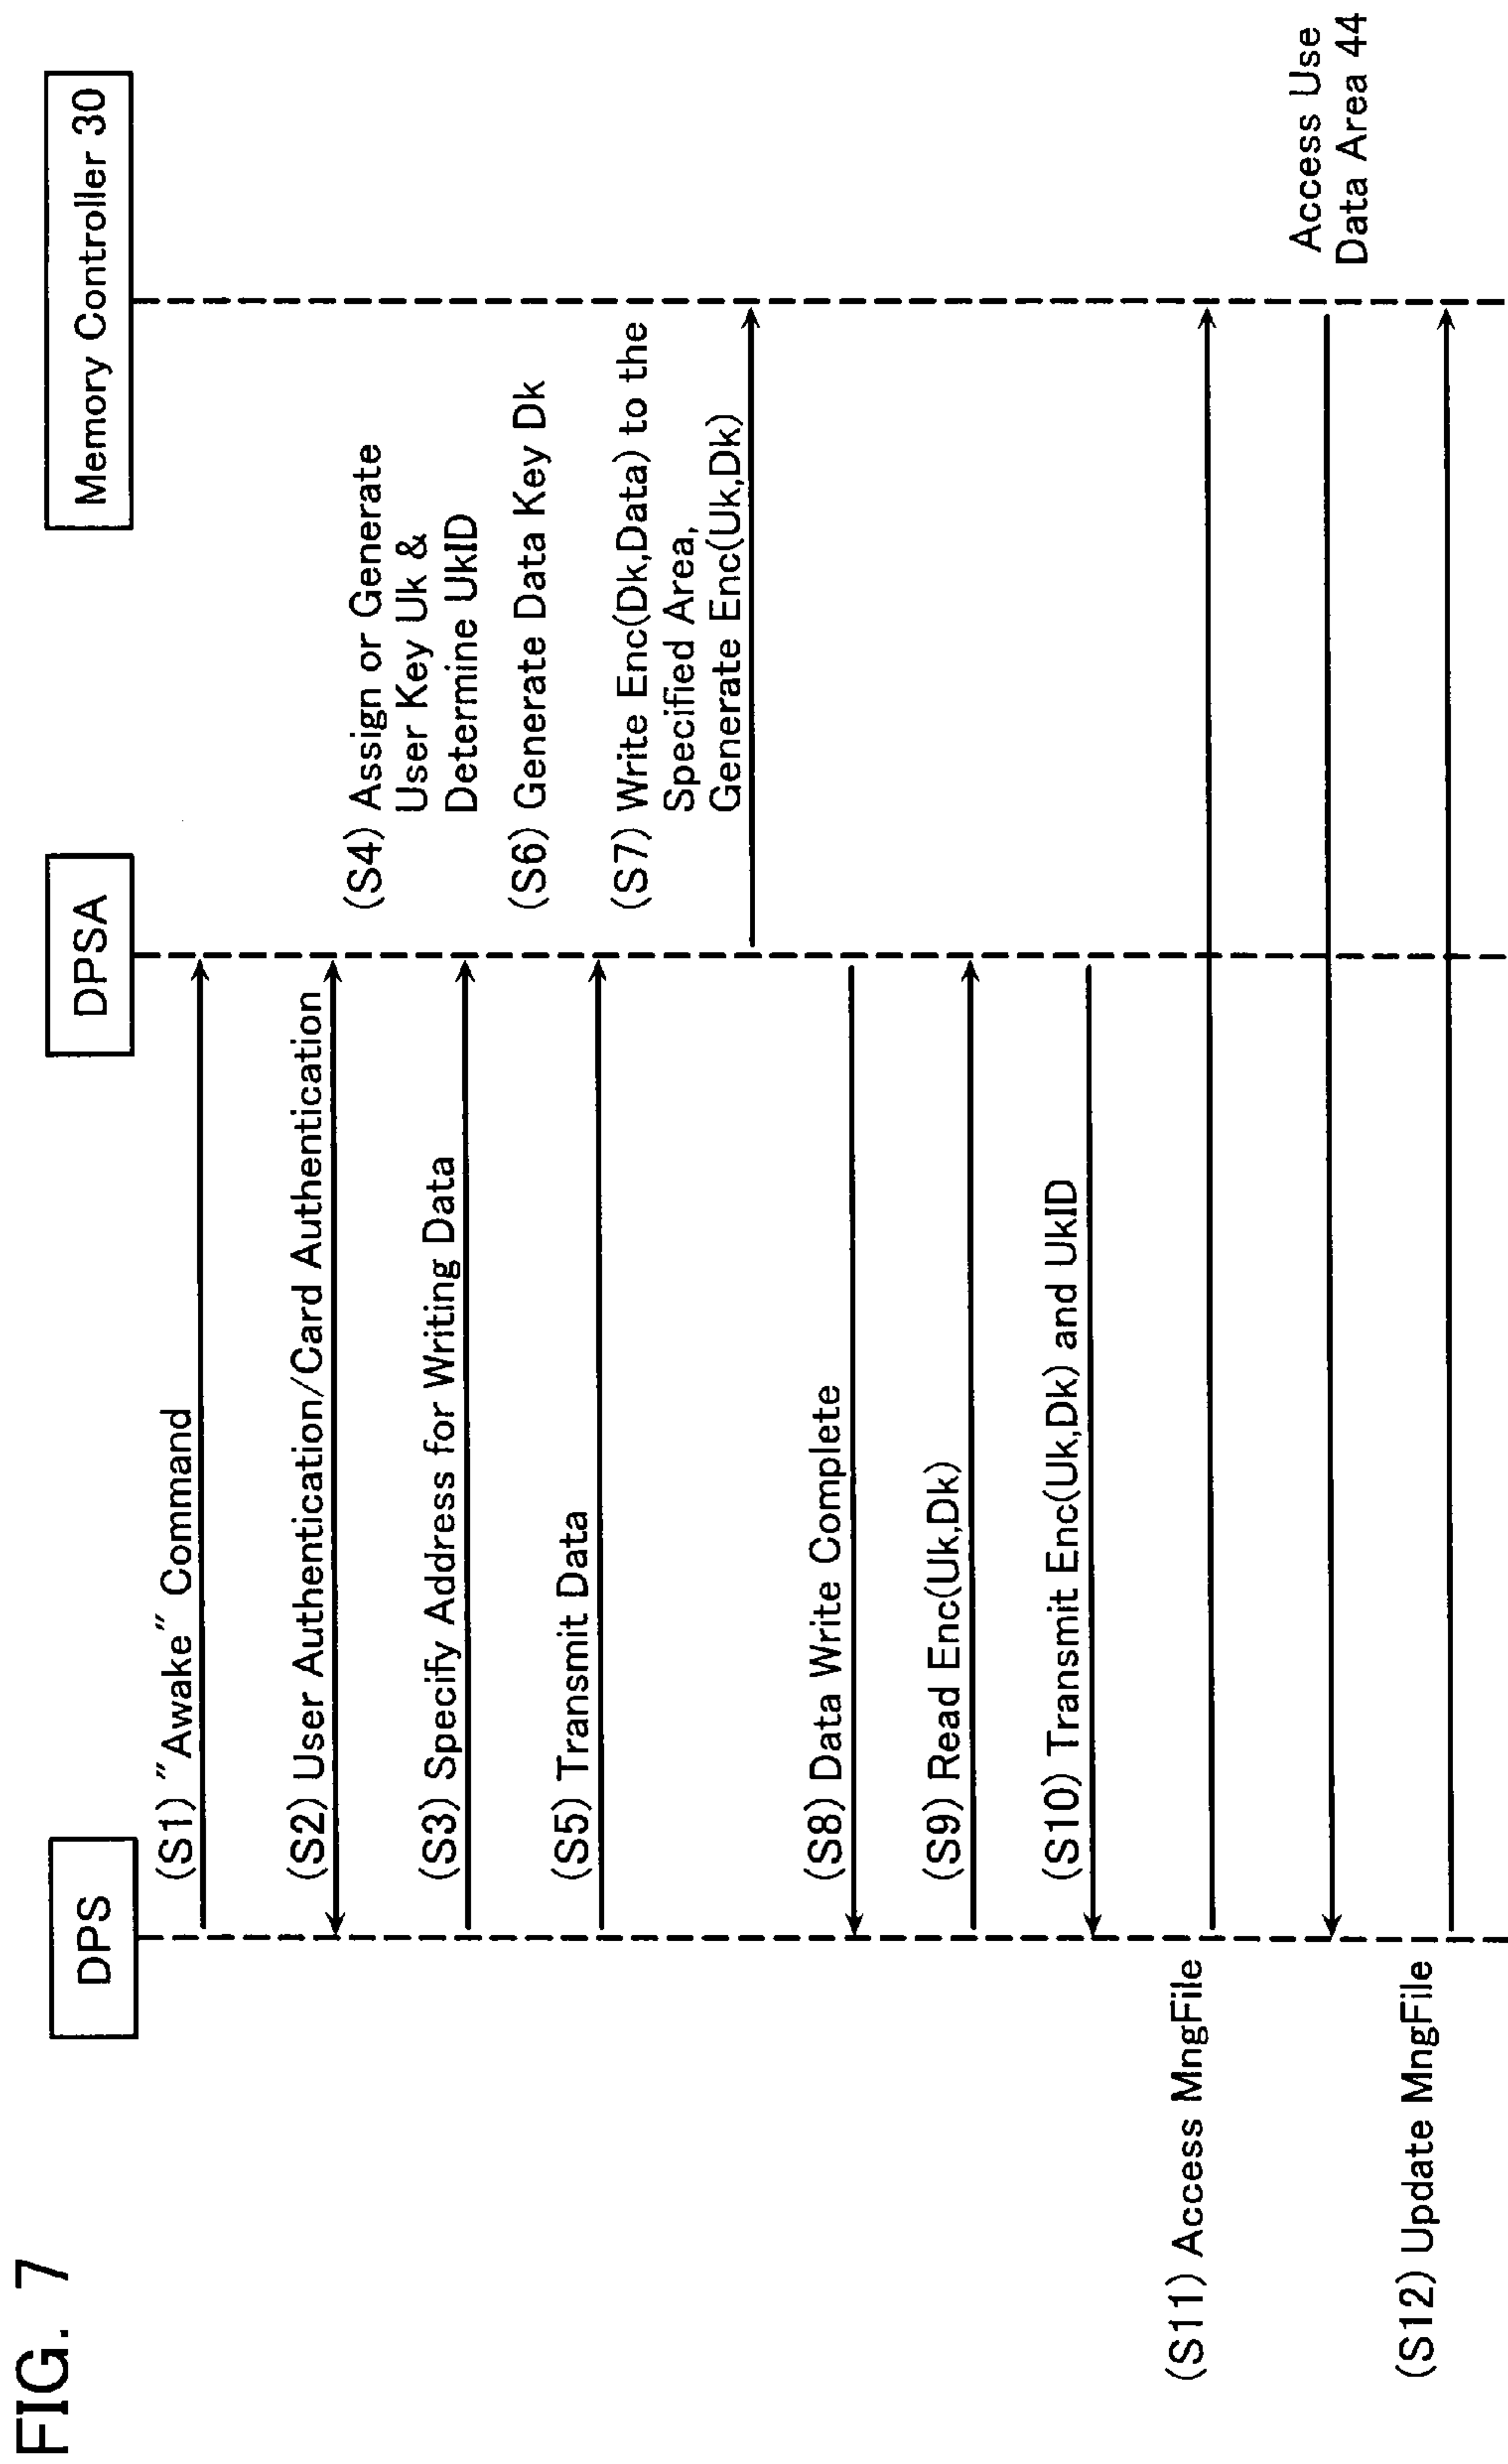 FIG. 7
DPS
DPSA
Memory Controller 30
(S1) "Awake" Command
(S2) User Authentication/Card Authentication
(S3) Specify Address for Writing Data
(S4) Assign or Generate
User Key Uk &
Determine UkID
(S5) Transmit Data
(S6) Generate Data Key Dk
(S7) Write Enc(Dk,Data) to the
Specified Area,
Generate Enc(Uk,Dk)
(S8) Data Write Complete
(S9) Read Enc(Uk,Dk)
(S10) Transmit Enc(Uk,Dk) and UkID
(S11) Access MngFile
Access Use
Data Area 44
(S12) Update MngFile